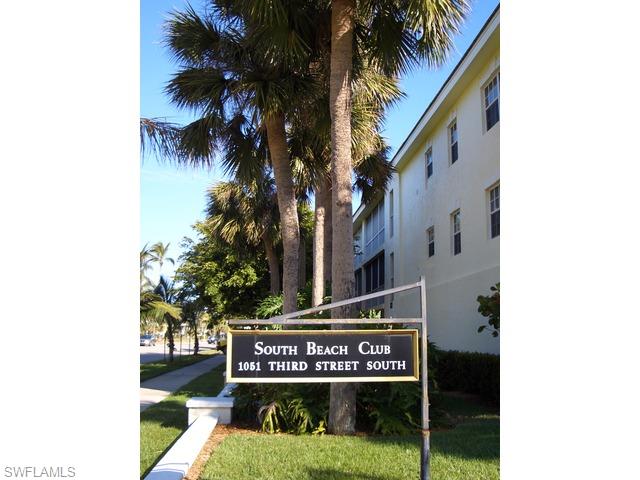 SOUTH BEACH CLUB
1051 THIRD STREET SOUTH
SWFLAMLS